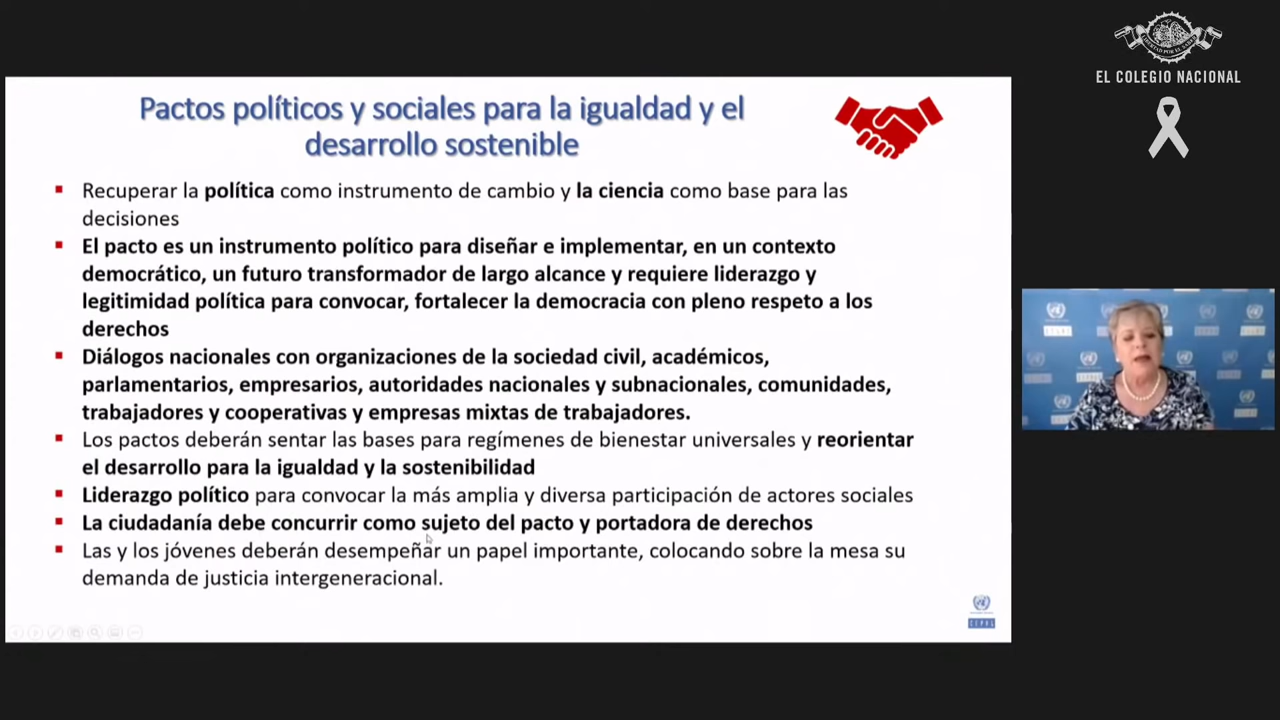 EL COLEGIO NACIONAL
Pactos políticos y sociales para la igualdad y el
desarrollo sostenible
▪ Recuperar la política como instrumento de cambio y la ciencia como base para las
decisiones
▪ El pacto es un instrumento político para diseñar e implementar, en un contexto
democrático, un futuro transformador de largo alcance y requiere liderazgo y
legitimidad política para convocar, fortalecer la democracia con pleno respeto a los
derechos
▪ Diálogos nacionales con organizaciones de la sociedad civil, académicos,
parlamentarios, empresarios, autoridades nacionales y subnacionales, comunidades,
trabajadores y cooperativas y empresas mixtas de trabajadores.
▪ Los pactos deberán sentar las bases para regímenes de bienestar universales y reorientar
el desarrollo para la igualdad y la sostenibilidad
▪ Liderazgo político para convocar la más amplia y diversa participación de actores sociales
▪ La ciudadanía debe concurrir como sujeto del pacto y portadora de derechos
▪ Las y los jóvenes deberán desempeñar un papel importante, colocando sobre la mesa su
demanda de justicia intergeneracional.
CEPAL